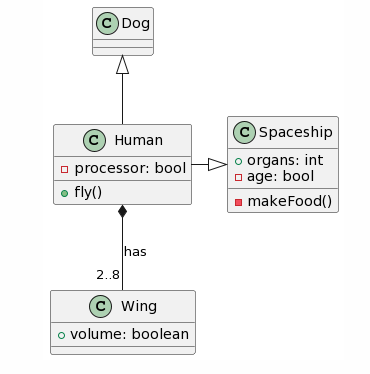 C Dog
C Human
processor: bool
fly()
C Spaceship
organs: int
age: bool
makeFood()
has
2..8
C Wing
volume: boolean